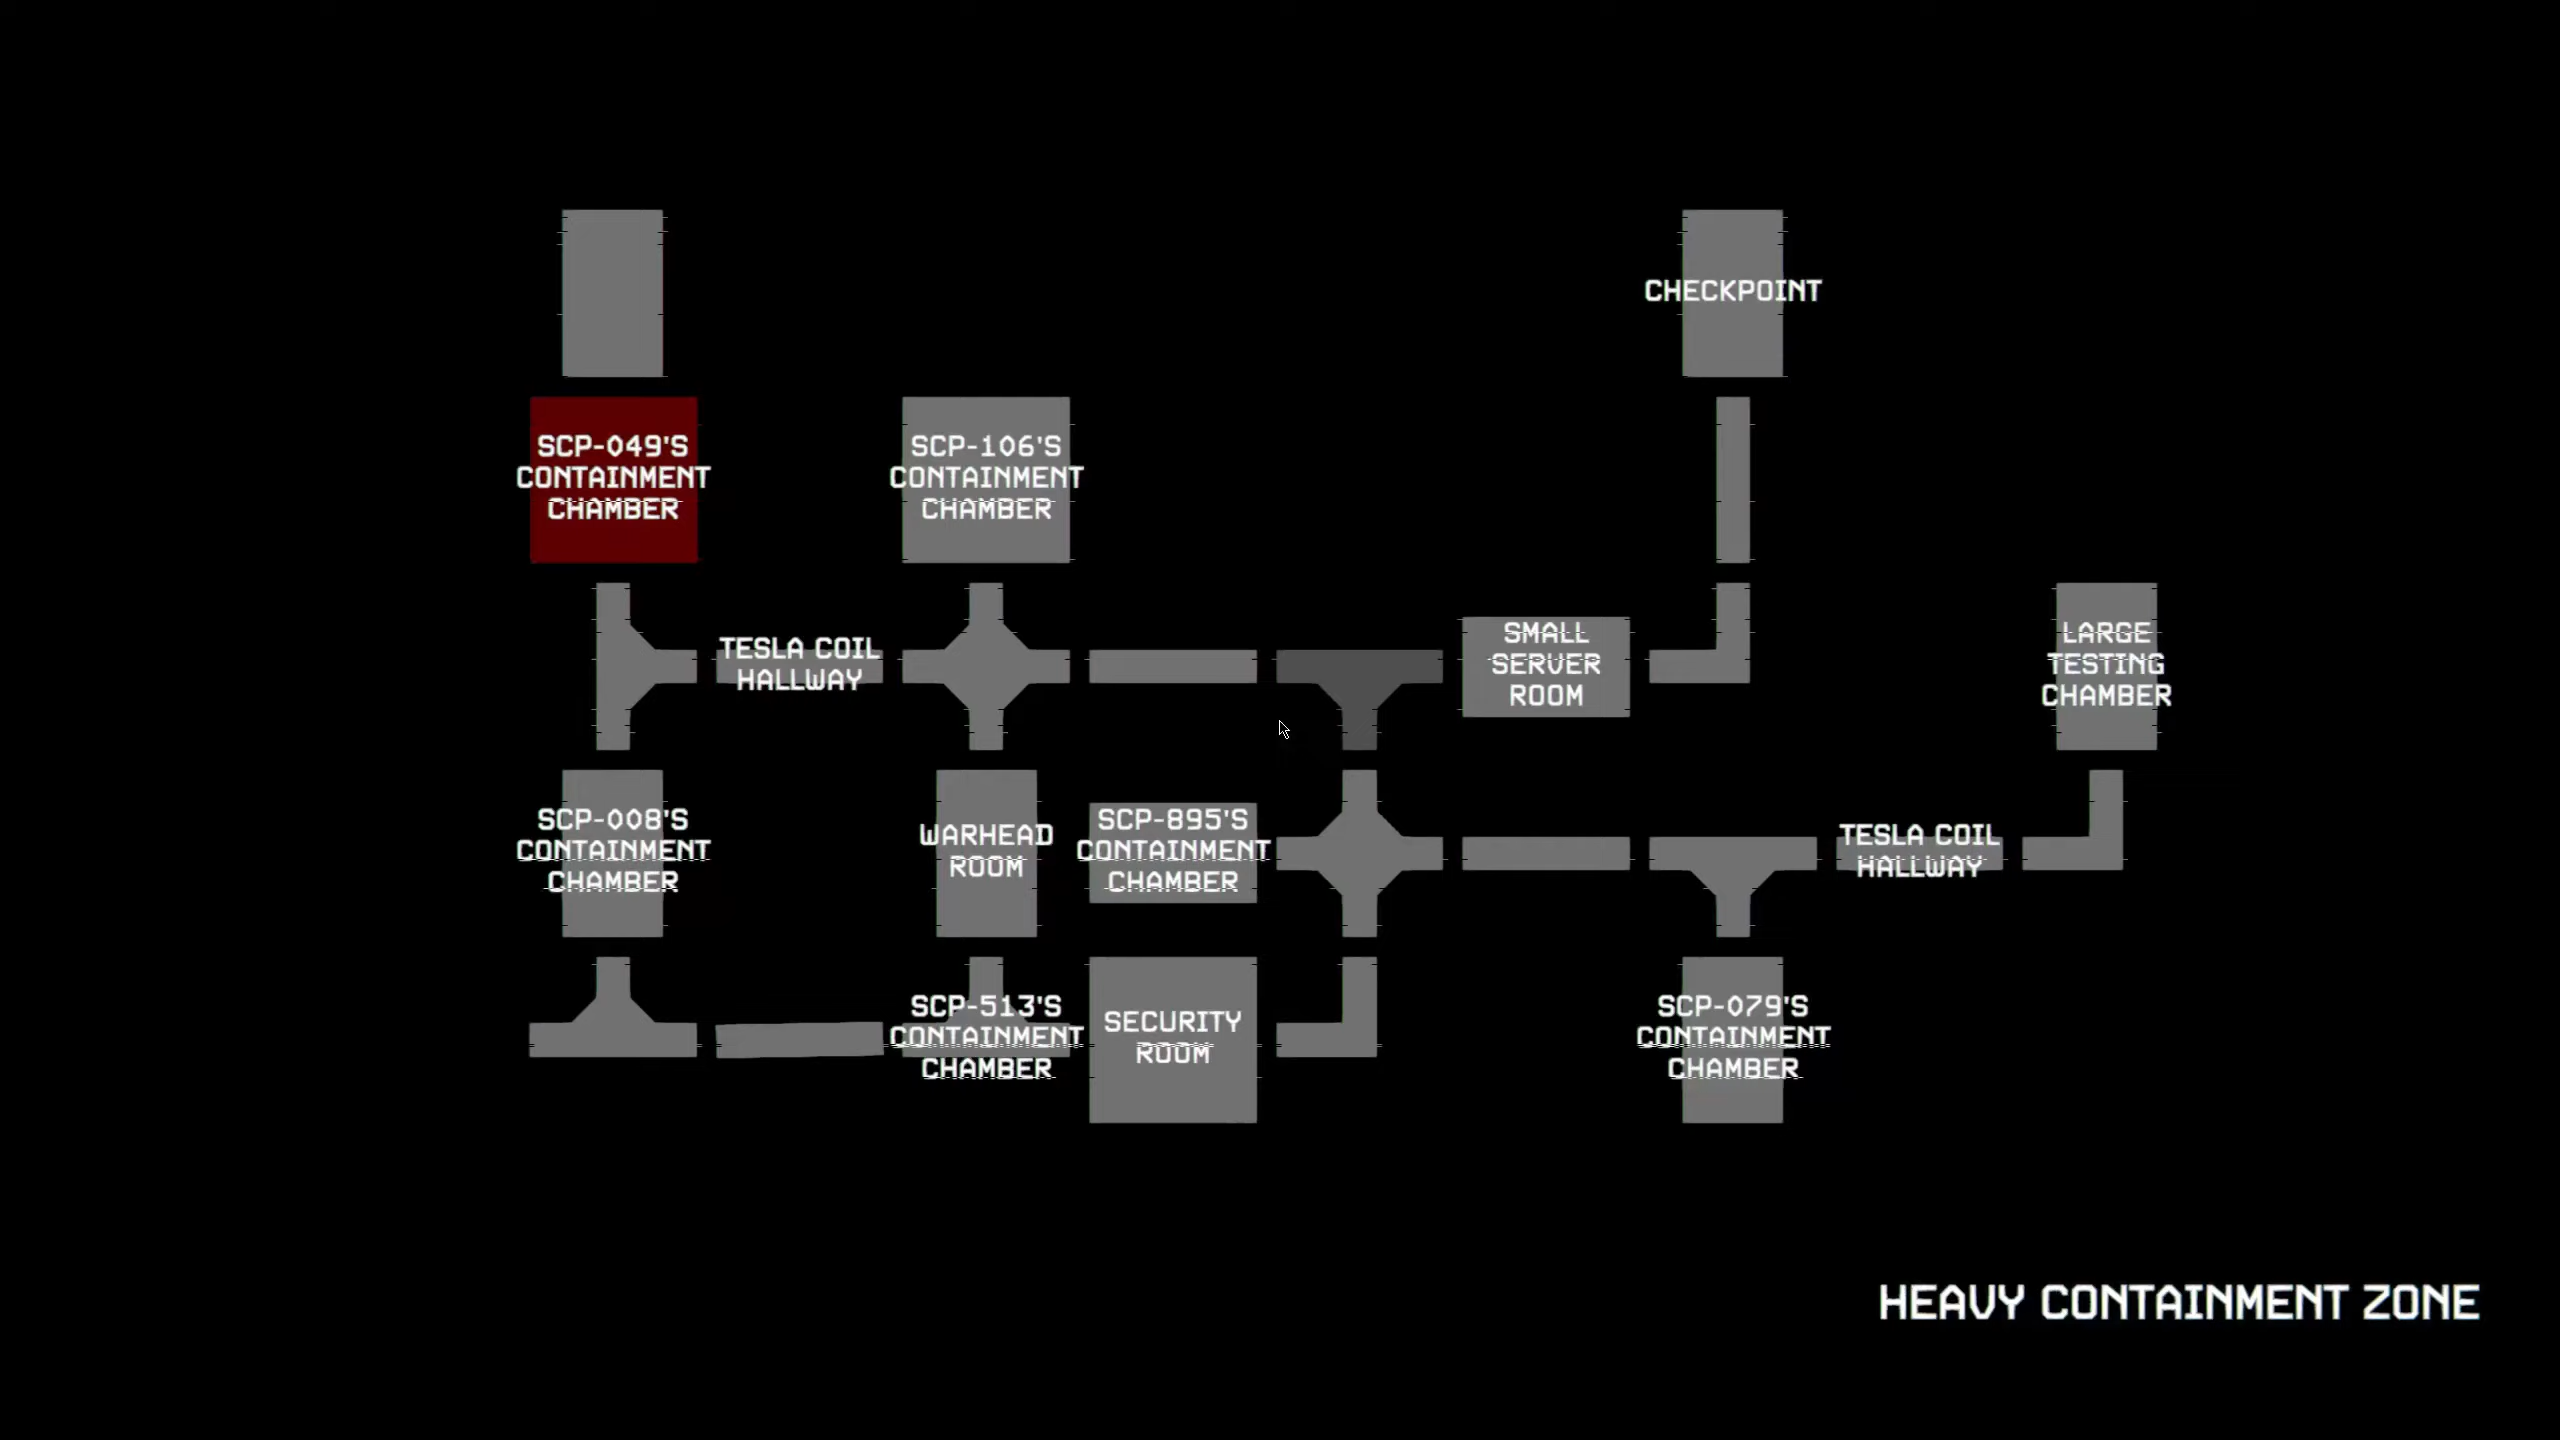 CHECKPOINT
SCP-049'S
CONTAINMENT
CHAMBER
SCP-106'S
CONTAINMENT
CHAMBER
TESLA COIL
HALLWAY
SMALL
SERVER
ROOM
LARGE
TESTING
CHAMBER
SCP-008'S
CONTAINMENT
CHAMBER
WARHEAD
ROOM
SCP-895'S
CONTAINMENT
CHAMBER
TESLA COIL
HALLWAY
SCP-513'S
CONTAINMENT
CHAMBER
SECURITY
ROOM
SCP-079'S
CONTAINMENT
CHAMBER
HEAVY CONTAINMENT ZONE